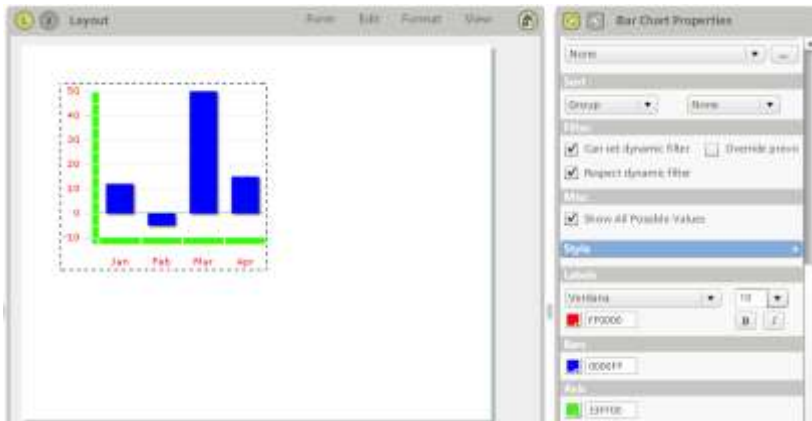 Layout
Form Edit Format View
50
40
30
20
10
0
-10
Jan Feb Mar Apr
Bar Chart Properties
None ...
Sort
Group None
Filter
Can set dynamic filter Override previ
Respect dynamic filter
Misc
Show All Possible Values
Style
Labels
Verdana 10
FF0000 B I
Bars
0000FF
Axis
33FF00